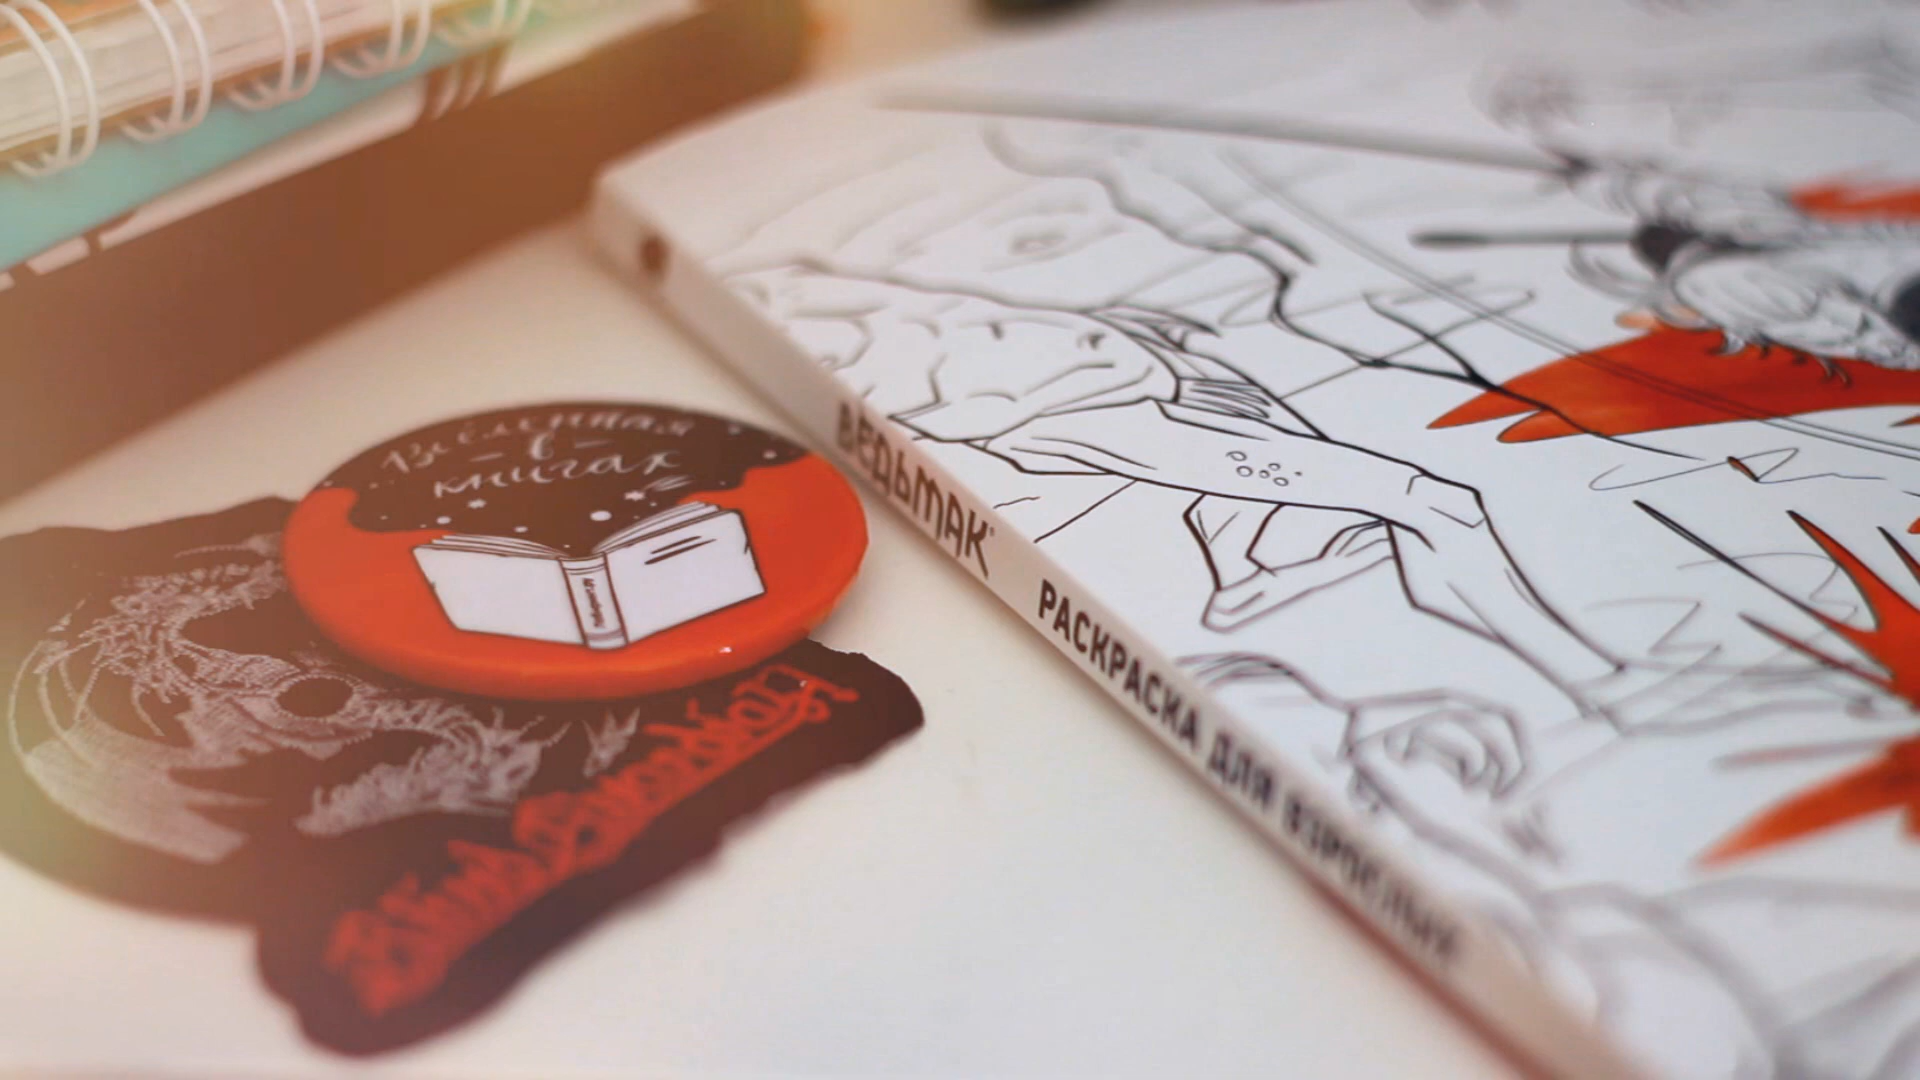 Вселенная
- в -
книгах
ВЕДЬМАК
РАСКРАСКА ДЛЯ ВЗРОСЛЫХ